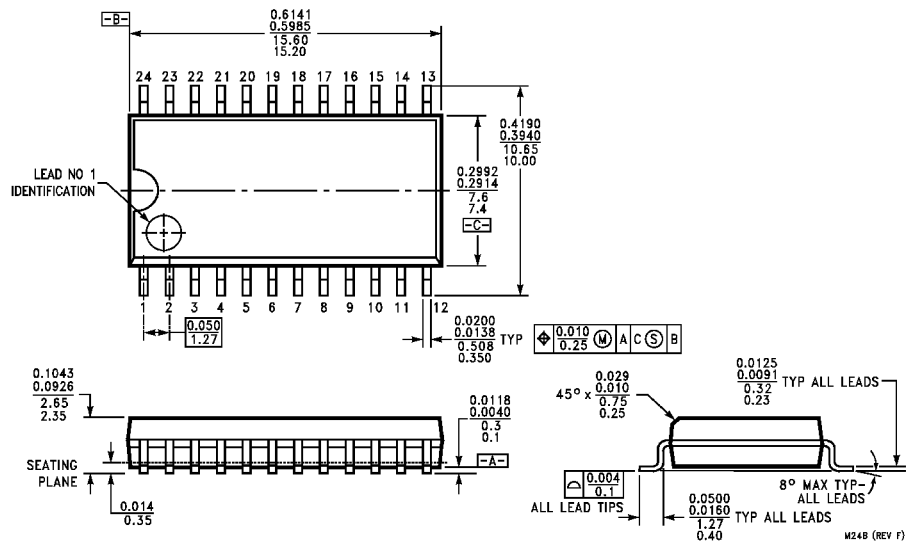 -B-
0.6141
0.5985
15.60
15.20
24 23 22 21 20 19 18 17 16 15 14 13
0.4190
0.3940
10.65
10.00
LEAD NO 1
IDENTIFICATION
0.2992
0.2914
7.6
7.4
-C-
1 2 3 4 5 6 7 8 9 10 11 12
0.050
1.27
0.0200
0.0138
0.508
0.350
TYP
0.010
0.25
M
A C S B
0.1043
0.0926
2.65
2.35
0.0118
0.0040
0.3
0.1
-A-
SEATING
PLANE
0.014
0.35
45° x
0.029
0.010
0.75
0.25
0.0125
0.0091
0.32
0.23
TYP ALL LEADS
0.004
0.1
ALL LEAD TIPS
8° MAX TYP-
ALL LEADS
0.0500
0.0160
1.27
0.40
TYP ALL LEADS
M24B (REV F)